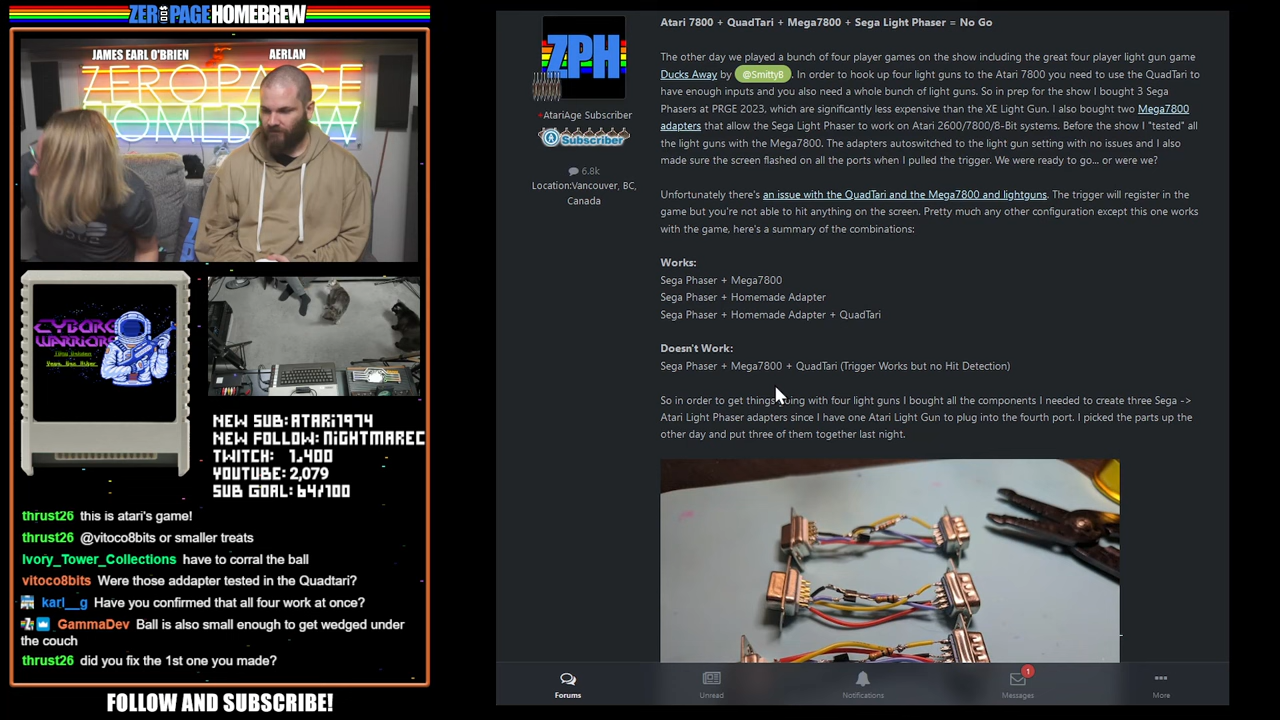 ZEROPAGE HOMEBREW
JAMES EARL O'BRIEN
AERLAN
ZEROPAGE
HOMEBREW
CYBORG
WARRIORS
NEW SUB: ATARI1974
NEW FOLLOW: NIGHTMAREC
TWITCH: 1,400
YOUTUBE: 2,079
SUB GOAL: 64/100
thrust26 this is atari's game!
thrust26 @vitoco8bits or smaller treats
Ivory_Tower_Collections have to corral the ball
vitoco8bits Were those addapter tested in the Quadtari?
karl__g Have you confirmed that all four work at once?
GammaDev Ball is also small enough to get wedged under
the couch
thrust26 did you fix the 1st one you made?
FOLLOW AND SUBSCRIBE!
ZPH
+AtariAge Subscriber
Subscriber
6.8k
Location:Vancouver, BC,
Canada
Atari 7800 + QuadTari + Mega7800 + Sega Light Phaser = No Go
The other day we played a bunch of four player games on the show including the great four player light gun game
Ducks Away by @SmittyB. In order to hook up four light guns to the Atari 7800 you need to use the QuadTari to
have enough inputs and you also need a whole bunch of light guns. So in prep for the show I bought 3 Sega
Phasers at PRGE 2023, which are significantly less expensive than the XE Light Gun. I also bought two Mega7800
adapters that allow the Sega Light Phaser to work on Atari 2600/7800/8-Bit systems. Before the show I "tested" all
the light guns with the Mega7800. The adapters autoswitched to the light gun setting with no issues and I also
made sure the screen flashed on all the ports when I pulled the trigger. We were ready to go... or were we?
Unfortunately there's an issue with the QuadTari and the Mega7800 and lightguns. The trigger will register in the
game but you're not able to hit anything on the screen. Pretty much any other configuration except this one works
with the game, here's a summary of the combinations:
Works:
Sega Phaser + Mega7800
Sega Phaser + Homemade Adapter
Sega Phaser + Homemade Adapter + QuadTari
Doesn't Work:
Sega Phaser + Mega7800 + QuadTari (Trigger Works but no Hit Detection)
So in order to get things going with four light guns I bought all the components I needed to create three Sega ->
Atari Light Phaser adapters since I have one Atari Light Gun to plug into the fourth port. I picked the parts up the
other day and put three of them together last night.
Forums
Unread
Notifications
1
Messages
More